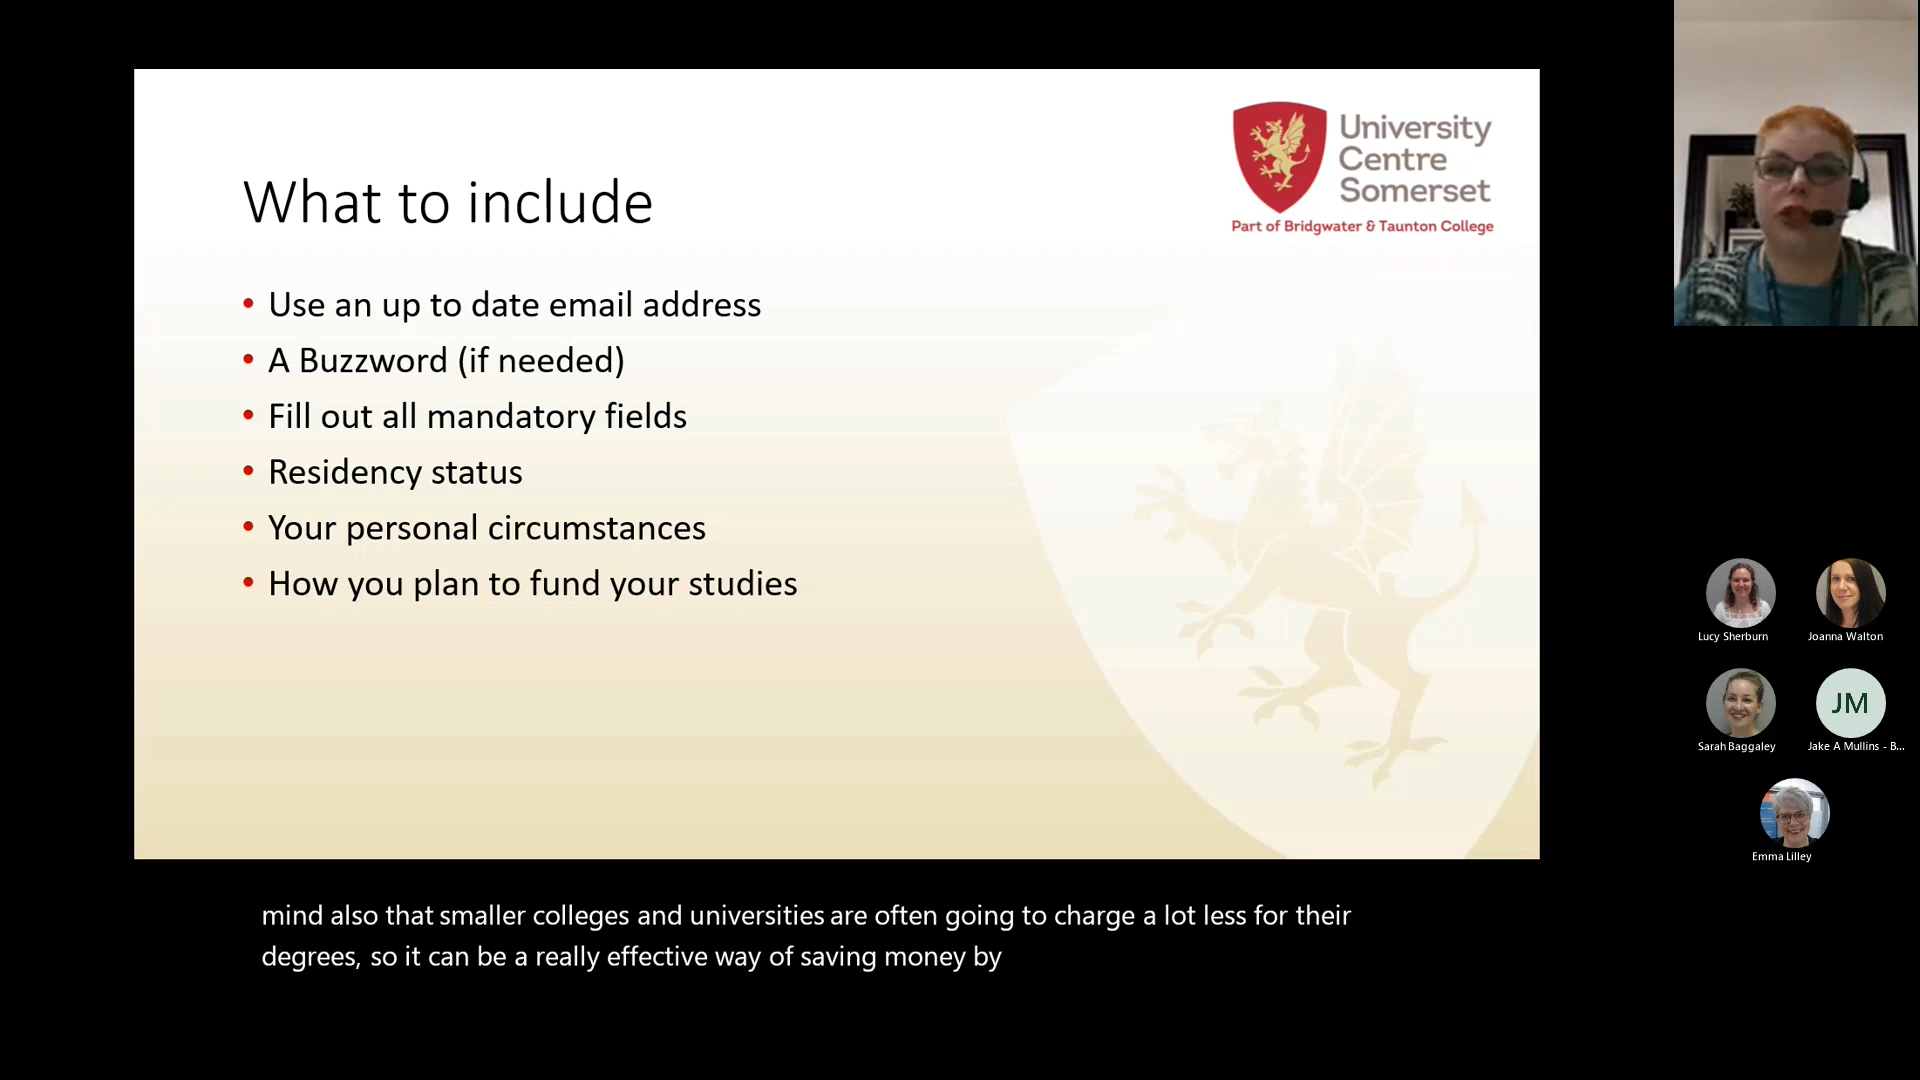 University
Centre
Somerset
Part of Bridgwater & Taunton College
What to include
• Use an up to date email address
• A Buzzword (if needed)
• Fill out all mandatory fields
• Residency status
• Your personal circumstances
• How you plan to fund your studies
Lucy Sherburn
Joanna Walton
Sarah Baggaley
JM
Jake A Mullins - B...
Emma Lilley
mind also that smaller colleges and universities are often going to charge a lot less for their
degrees, so it can be a really effective way of saving money by